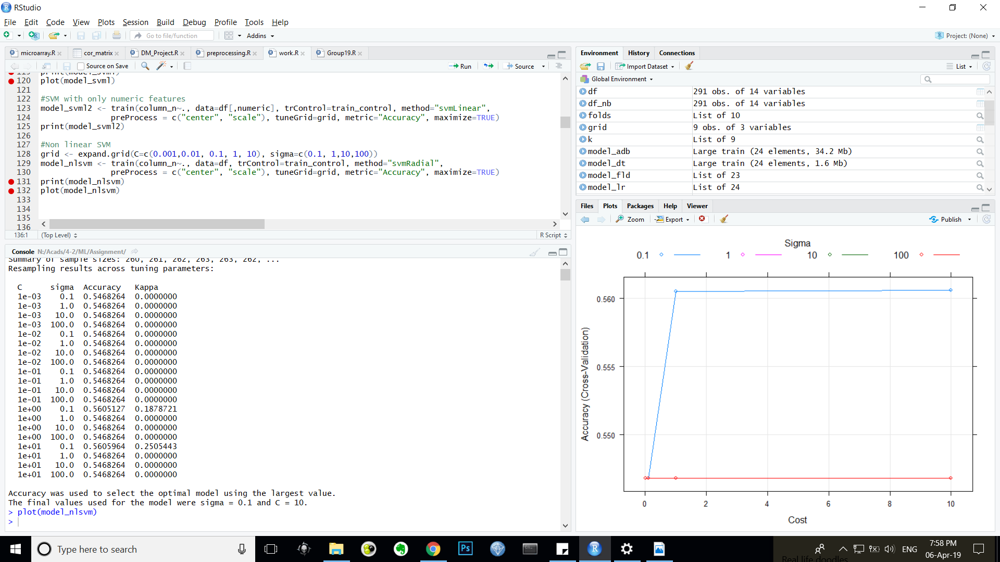 RStudio
File Edit Code View Plots Session Build Debug Profile Tools Help
Go to file/function Addins Project: (None)
microarray.R cor_matrix DM_Project.R preprocessing.R work.R Group19.R
Source on Save Run Source
119 print(model_svml)
120 plot(model_svml)
121
122 #SVM with only numeric features
123 model_svml2 <- train(column_n~., data=df[,numeric], trControl=train_control, method="svmLinear",
124 preProcess = c("center", "scale"), tuneGrid=grid, metric="Accuracy", maximize=TRUE)
125 print(model_svml2)
126
127 #Non linear SVM
128 grid <- expand.grid(C=c(0.001,0.01, 0.1, 1, 10), sigma=c(0.1, 1,10,100))
129 model_nlsvm <- train(column_n~., data=df, trControl=train_control, method="svmRadial",
130 preProcess = c("center", "scale"), tuneGrid=grid, metric="Accuracy", maximize=TRUE)
131 print(model_nlsvm)
132 plot(model_nlsvm)
133
134
135
136
136:1 (Top Level) R Script
Console N:/Acads/4-2/ML/Assignment/
Summary of sample sizes: 260, 261, 262, 263, 263, 262, ...
Resampling results across tuning parameters:
C sigma Accuracy Kappa
1e-03 0.1 0.5468264 0.0000000
1e-03 1.0 0.5468264 0.0000000
1e-03 10.0 0.5468264 0.0000000
1e-03 100.0 0.5468264 0.0000000
1e-02 0.1 0.5468264 0.0000000
1e-02 1.0 0.5468264 0.0000000
1e-02 10.0 0.5468264 0.0000000
1e-02 100.0 0.5468264 0.0000000
1e-01 0.1 0.5468264 0.0000000
1e-01 1.0 0.5468264 0.0000000
1e-01 10.0 0.5468264 0.0000000
1e-01 100.0 0.5468264 0.0000000
1e+00 0.1 0.5605127 0.1878721
1e+00 1.0 0.5468264 0.0000000
1e+00 10.0 0.5468264 0.0000000
1e+00 100.0 0.5468264 0.0000000
1e+01 0.1 0.5605964 0.2505443
1e+01 1.0 0.5468264 0.0000000
1e+01 10.0 0.5468264 0.0000000
1e+01 100.0 0.5468264 0.0000000
Accuracy was used to select the optimal model using the largest value.
The final values used for the model were sigma = 0.1 and C = 10.
> plot(model_nlsvm)
>
Environment History Connections
Import Dataset List
Global Environment
df 291 obs. of 14 variables
df_nb 291 obs. of 14 variables
folds List of 10
grid 9 obs. of 3 variables
k List of 9
model_adb Large train (24 elements, 34.2 Mb)
model_dt Large train (24 elements, 1.6 Mb)
model_fld List of 23
model_lr List of 24
Files Plots Packages Help Viewer
Zoom Export Publish
Sigma
0.1 1 10 100
Accuracy (Cross-Validation)
0.560
0.555
0.550
0 2 4 6 8 10
Cost
Type here to search
Ps
R
ENG
7:58 PM
06-Apr-19
Real life doodles